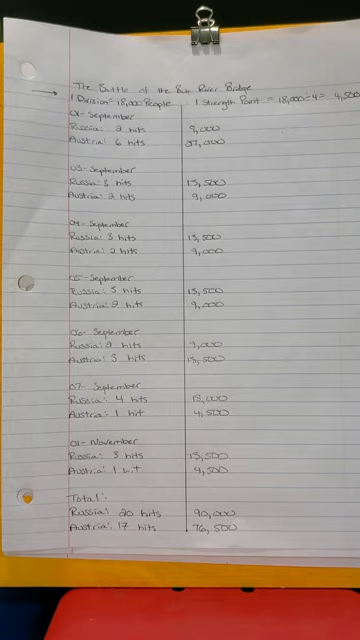 The Battle of the Bug River Bridge
1 Division = 18,000 People 1 Strength Point = 18,000÷4= 4,500
01-September
Russia: 2 hits 9,000
Austria: 6 hits 27,000
03-September
Russia: 3 hits 13,500
Austria: 2 hits 9,000
04-September
Russia: 3 hits 13,500
Austria: 2 hits 9,000
05-September
Russia: 3 hits 13,500
Austria: 2 hits 9,000
06-September
Russia: 2 hits 9,000
Austria: 3 hits 13,500
07-September
Russia: 4 hits 18,000
Austria: 1 hit 4,500
01-November
Russia: 3 hits 13,500
Austria: 1 hit 4,500
Total:
Russia: 20 hits 90,000
Austria: 17 hits 76,500